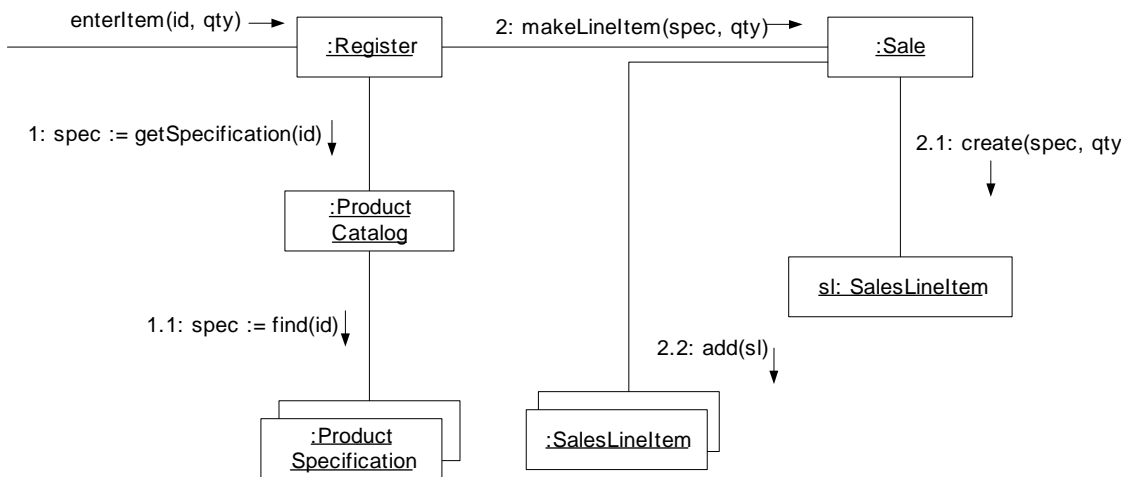 enterItem(id, qty)
2: makeLineItem(spec, qty)
:Register
:Sale
1: spec := getSpecification(id)
2.1: create(spec, qty
:Product
Catalog
sl: SalesLineItem
1.1: spec := find(id)
2.2: add(sl)
:Product
Specification
:SalesLineItem